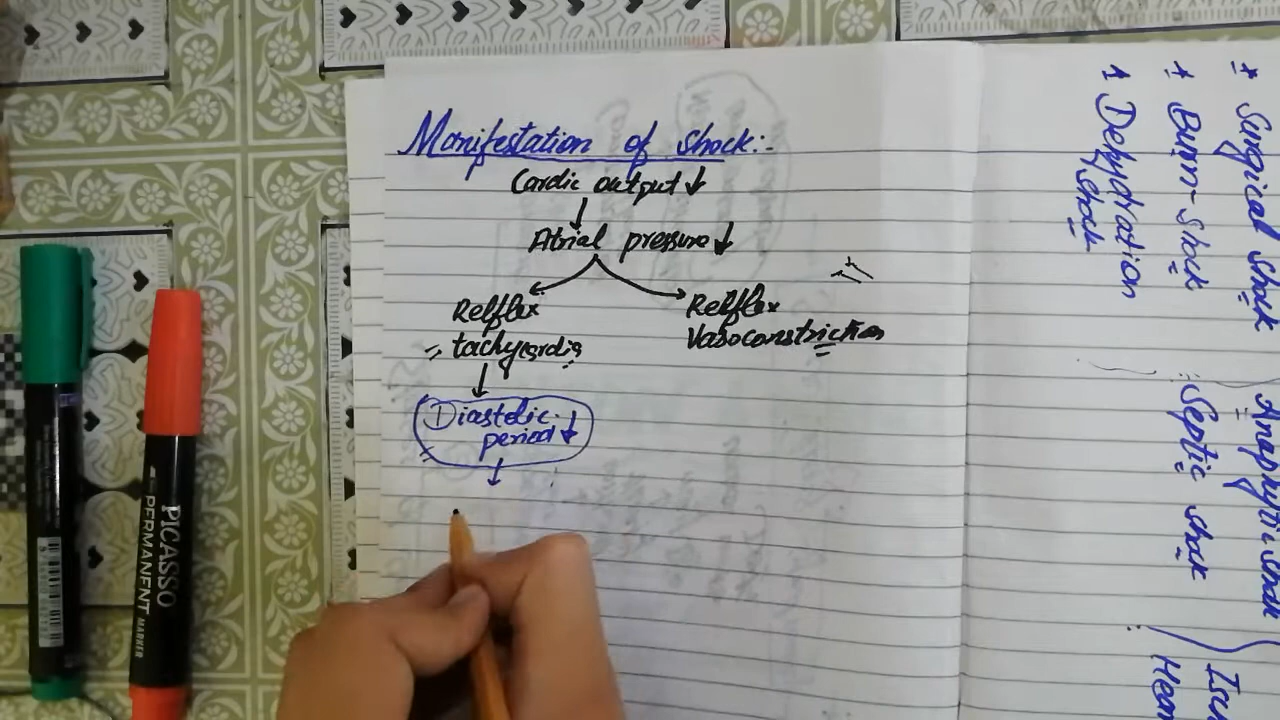 Manifestation of shock:-
Cardic output ↓
Atrial pressure ↓
Relflex
tachycardia
Relflex
Vasoconstriction
Diastolic
period ↓
* Surgical Shock
* Burn-Shock
* Dehydration
shock
Anaphylitic shock
Septic shock
PICASSO
PERMANENT MARKER